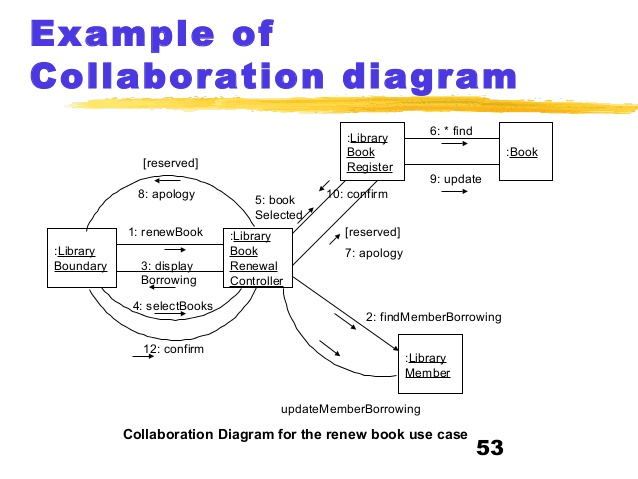 Example of
Collaboration diagram
6: * find
:Library
Book
Register
:Book
[reserved]
8: apology
9: update
5: book
Selected
10: confirm
1: renewBook
:Library
Book
Renewal
Controller
[reserved]
7: apology
:Library
Boundary
3: display
Borrowing
4: selectBooks
2: findMemberBorrowing
12: confirm
:Library
Member
updateMemberBorrowing
Collaboration Diagram for the renew book use case
53